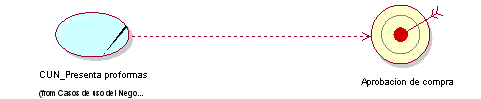 CUN_Presenta proformas
(from Casos de uso del Nego...
Aprobacion de compra